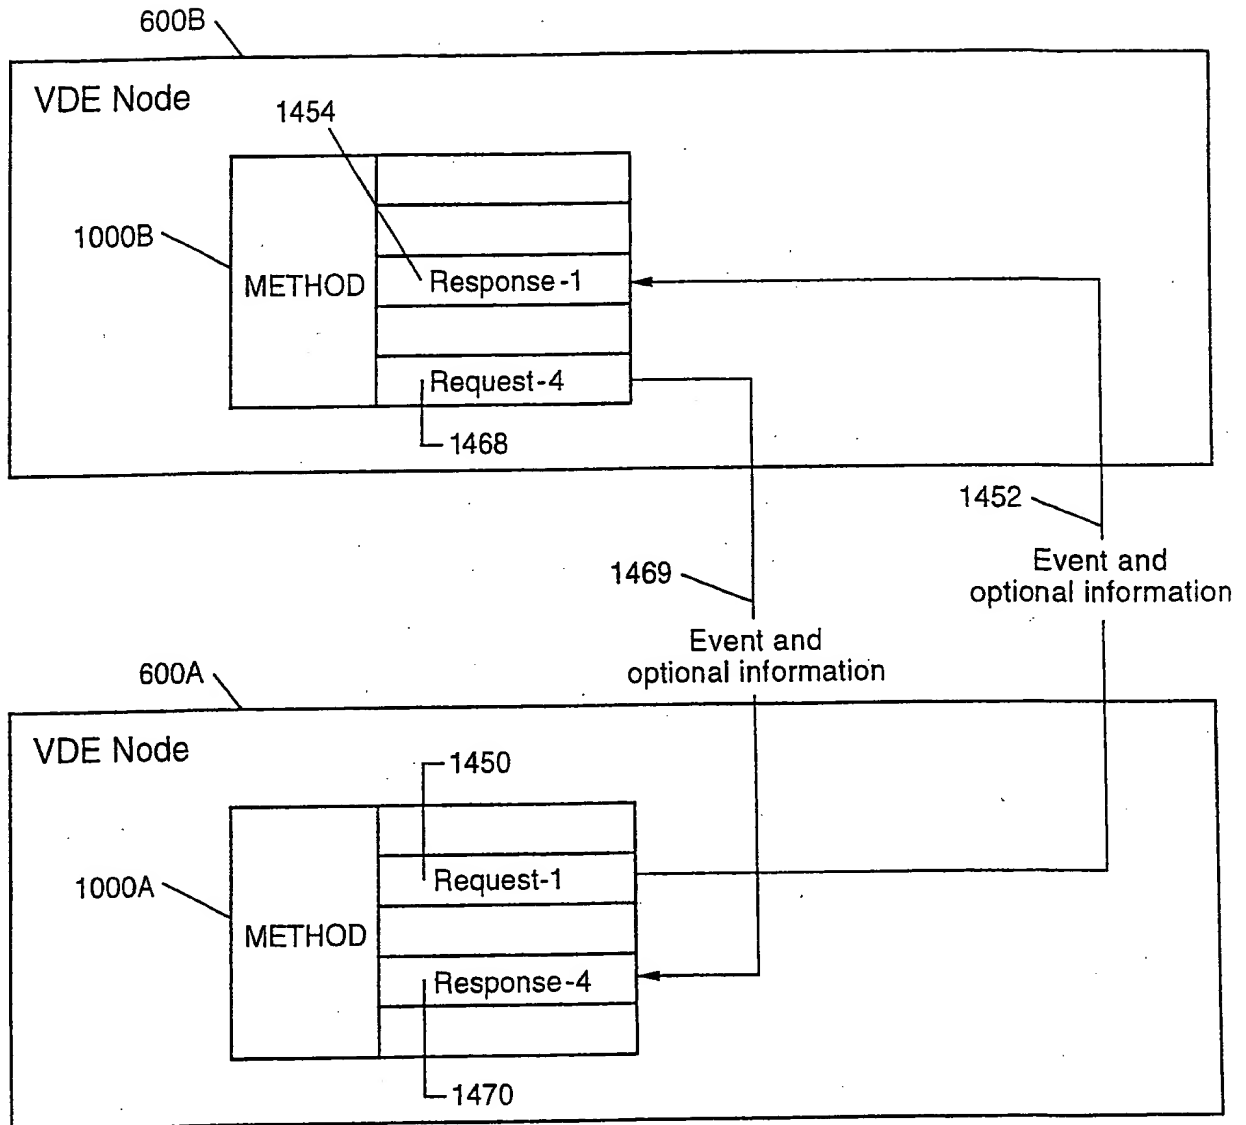 600B
VDE Node
1454
1000B
METHOD
Response-1
Request-4
1468
1452
Event and
optional information
1469
Event and
optional information
600A
VDE Node
1450
1000A
METHOD
Request-1
Response-4
1470